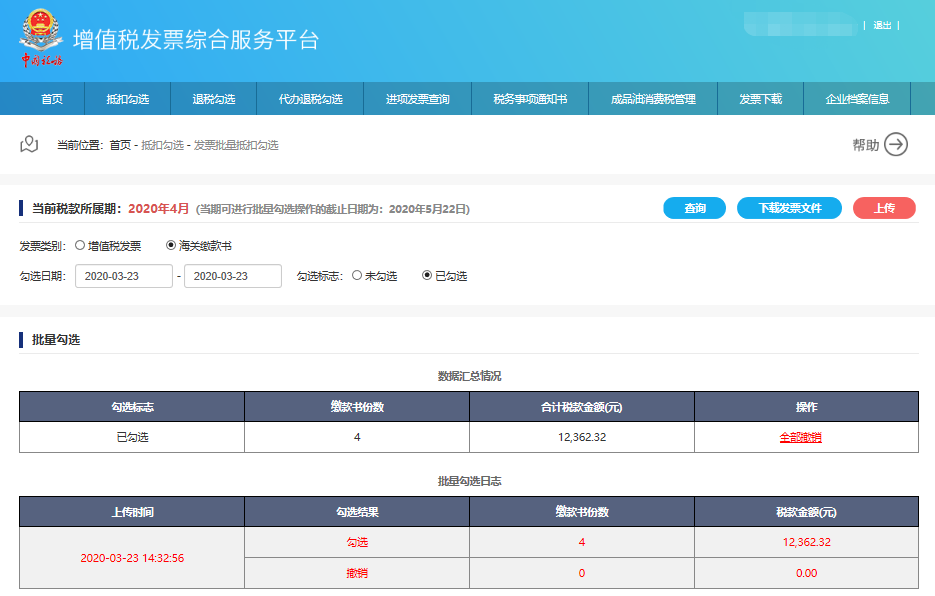 中国税务
增值税发票综合服务平台
| 退出 |
首页 抵扣勾选 退税勾选 代办退税勾选 进项发票查询 税务事项通知书 成品油消费税管理 发票下载 企业档案信息
当前位置：首页 - 抵扣勾选 - 发票批量抵扣勾选 帮助
当前税款所属期：2020年4月 (当期可进行批量勾选操作的截止日期为：2020年5月22日) 查询 下载发票文件 上传
发票类别： 增值税发票 海关缴款书
勾选日期： 2020-03-23 - 2020-03-23 勾选标志： 未勾选 已勾选
批量勾选
数据汇总情况
勾选标志 缴款书份数 合计税款金额(元) 操作
已勾选 4 12,362.32 全部撤销
批量勾选日志
上传时间 勾选结果 缴款书份数 税款金额(元)
2020-03-23 14:32:56 勾选 4 12,362.32
撤销 0 0.00